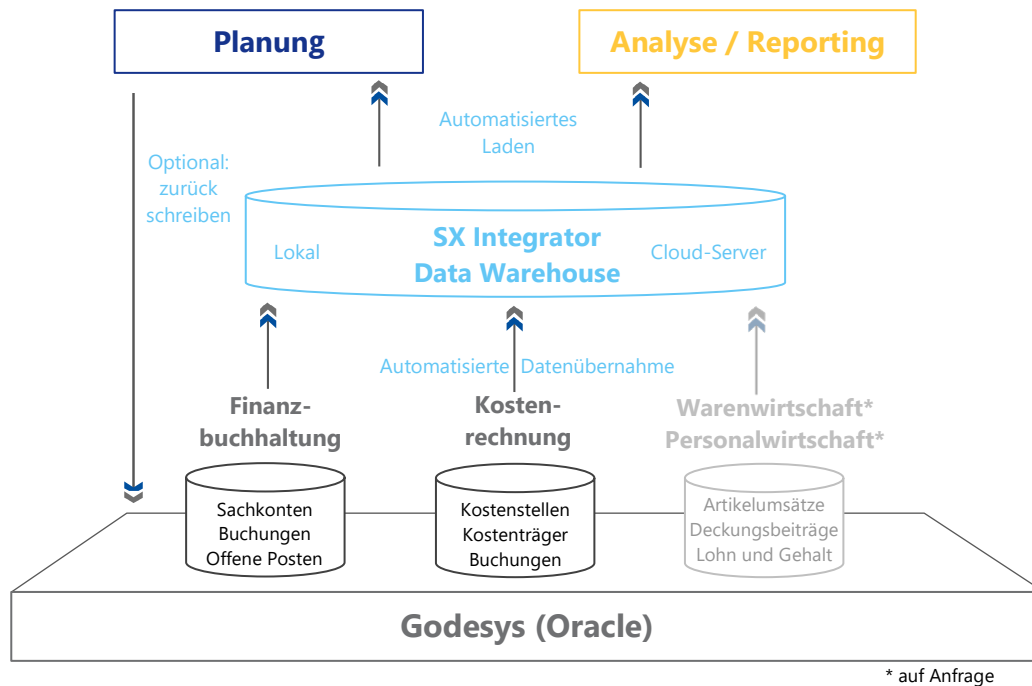 Planung
Analyse / Reporting
Automatisiertes
Laden
Optional:
zurück
schreiben
SX Integrator
Data Warehouse
Lokal
Cloud-Server
Automatisierte Datenübernahme
Finanz-
buchhaltung
Kosten-
rechnung
Warenwirtschaft*
Personalwirtschaft*
Sachkonten
Buchungen
Offene Posten
Kostenstellen
Kostenträger
Buchungen
Artikelumsätze
Deckungsbeiträge
Lohn und Gehalt
Godesys (Oracle)
* auf Anfrage